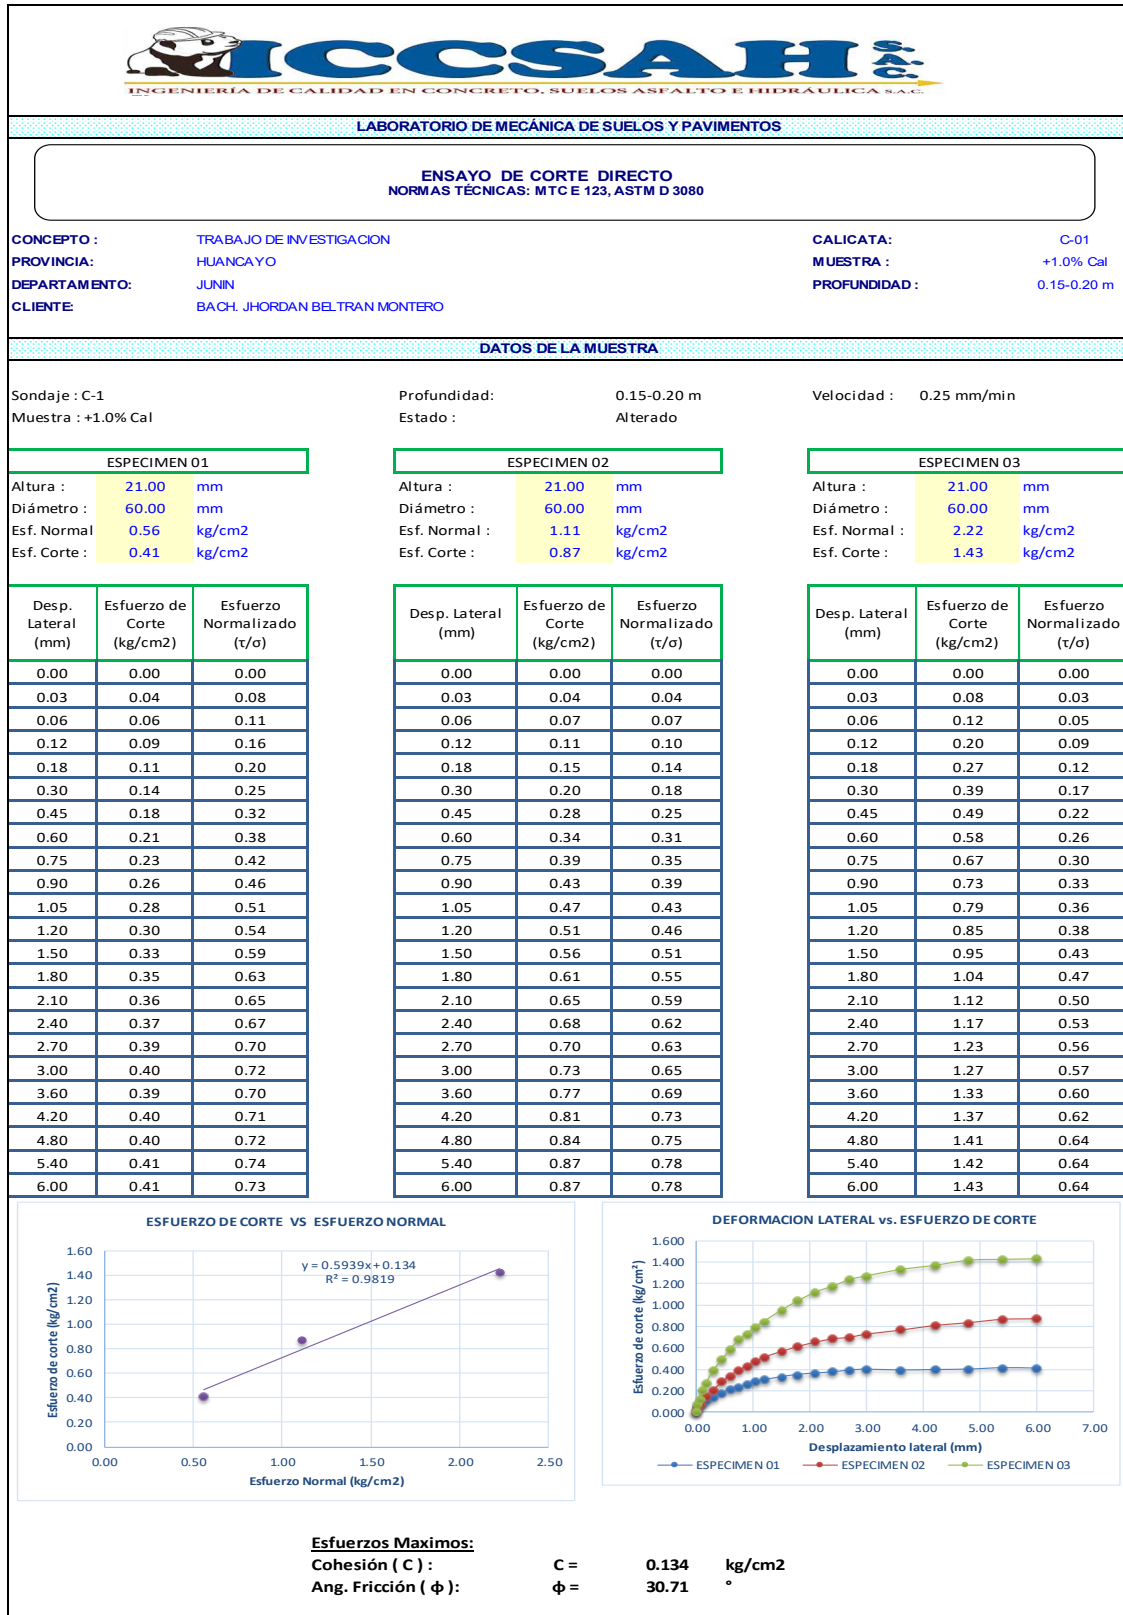 ICCSAH S.A.C.
INGENIERÍA DE CALIDAD EN CONCRETO, SUELOS ASFALTO E HIDRÁULICA S.A.C.
LABORATORIO DE MECÁNICA DE SUELOS Y PAVIMENTOS
ENSAYO DE CORTE DIRECTO
NORMAS TÉCNICAS: MTC E 123, ASTM D 3080
CONCEPTO : TRABAJO DE INVESTIGACION CALICATA: C-01
PROVINCIA: HUANCAYO MUESTRA : +1.0% Cal
DEPARTAMENTO: JUNIN PROFUNDIDAD : 0.15-0.20 m
CLIENTE: BACH. JHORDAN BELTRAN MONTERO
DATOS DE LA MUESTRA
Sondaje : C-1 Profundidad: 0.15-0.20 m Velocidad : 0.25 mm/min
Muestra : +1.0% Cal Estado : Alterado
ESPECIMEN 01 ESPECIMEN 02 ESPECIMEN 03
Altura : 21.00 mm Altura : 21.00 mm Altura : 21.00 mm
Diámetro : 60.00 mm Diámetro : 60.00 mm Diámetro : 60.00 mm
Esf. Normal 0.56 kg/cm2 Esf. Normal : 1.11 kg/cm2 Esf. Normal : 2.22 kg/cm2
Esf. Corte : 0.41 kg/cm2 Esf. Corte : 0.87 kg/cm2 Esf. Corte : 1.43 kg/cm2
Desp. Lateral (mm) Esfuerzo de Corte (kg/cm2) Esfuerzo Normalizado (τ/σ) Desp. Lateral (mm) Esfuerzo de Corte (kg/cm2) Esfuerzo Normalizado (τ/σ) Desp. Lateral (mm) Esfuerzo de Corte (kg/cm2) Esfuerzo Normalizado (τ/σ)
0.00 0.00 0.00 0.00 0.00 0.00 0.00 0.00 0.00
0.03 0.04 0.08 0.03 0.04 0.04 0.03 0.08 0.03
0.06 0.06 0.11 0.06 0.07 0.07 0.06 0.12 0.05
0.12 0.09 0.16 0.12 0.11 0.10 0.12 0.20 0.09
0.18 0.11 0.20 0.18 0.15 0.14 0.18 0.27 0.12
0.30 0.14 0.25 0.30 0.20 0.18 0.30 0.39 0.17
0.45 0.18 0.32 0.45 0.28 0.25 0.45 0.49 0.22
0.60 0.21 0.38 0.60 0.34 0.31 0.60 0.58 0.26
0.75 0.23 0.42 0.75 0.39 0.35 0.75 0.67 0.30
0.90 0.26 0.46 0.90 0.43 0.39 0.90 0.73 0.33
1.05 0.28 0.51 1.05 0.47 0.43 1.05 0.79 0.36
1.20 0.30 0.54 1.20 0.51 0.46 1.20 0.85 0.38
1.50 0.33 0.59 1.50 0.56 0.51 1.50 0.95 0.43
1.80 0.35 0.63 1.80 0.61 0.55 1.80 1.04 0.47
2.10 0.36 0.65 2.10 0.65 0.59 2.10 1.12 0.50
2.40 0.37 0.67 2.40 0.68 0.62 2.40 1.17 0.53
2.70 0.39 0.70 2.70 0.70 0.63 2.70 1.23 0.56
3.00 0.40 0.72 3.00 0.73 0.65 3.00 1.27 0.57
3.60 0.39 0.70 3.60 0.77 0.69 3.60 1.33 0.60
4.20 0.40 0.71 4.20 0.81 0.73 4.20 1.37 0.62
4.80 0.40 0.72 4.80 0.84 0.75 4.80 1.41 0.64
5.40 0.41 0.74 5.40 0.87 0.78 5.40 1.42 0.64
6.00 0.41 0.73 6.00 0.87 0.78 6.00 1.43 0.64
ESFUERZO DE CORTE VS ESFUERZO NORMAL
y = 0.5939x + 0.134
R² = 0.9819
Esfuerzo de corte (kg/cm2)
1.60
1.40
1.20
1.00
0.80
0.60
0.40
0.20
0.00
0.00 0.50 1.00 1.50 2.00 2.50
Esfuerzo Normal (kg/cm2)
DEFORMACION LATERAL vs. ESFUERZO DE CORTE
Esfuerzo de corte (kg/cm²)
1.600
1.400
1.200
1.000
0.800
0.600
0.400
0.200
0.000
0.00 1.00 2.00 3.00 4.00 5.00 6.00 7.00
Desplazamiento lateral (mm)
ESPECIMEN 01 ESPECIMEN 02 ESPECIMEN 03
Esfuerzos Maximos:
Cohesión ( C ) : C = 0.134 kg/cm2
Ang. Fricción ( ϕ ): ϕ = 30.71 °